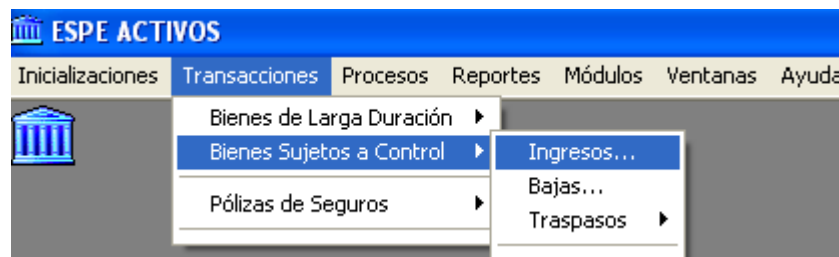 ESPE ACTIVOS
Inicializaciones Transacciones Procesos Reportes Módulos Ventanas Ayuda
Bienes de Larga Duración
Bienes Sujetos a Control Ingresos...
Bajas...
Pólizas de Seguros Traspasos